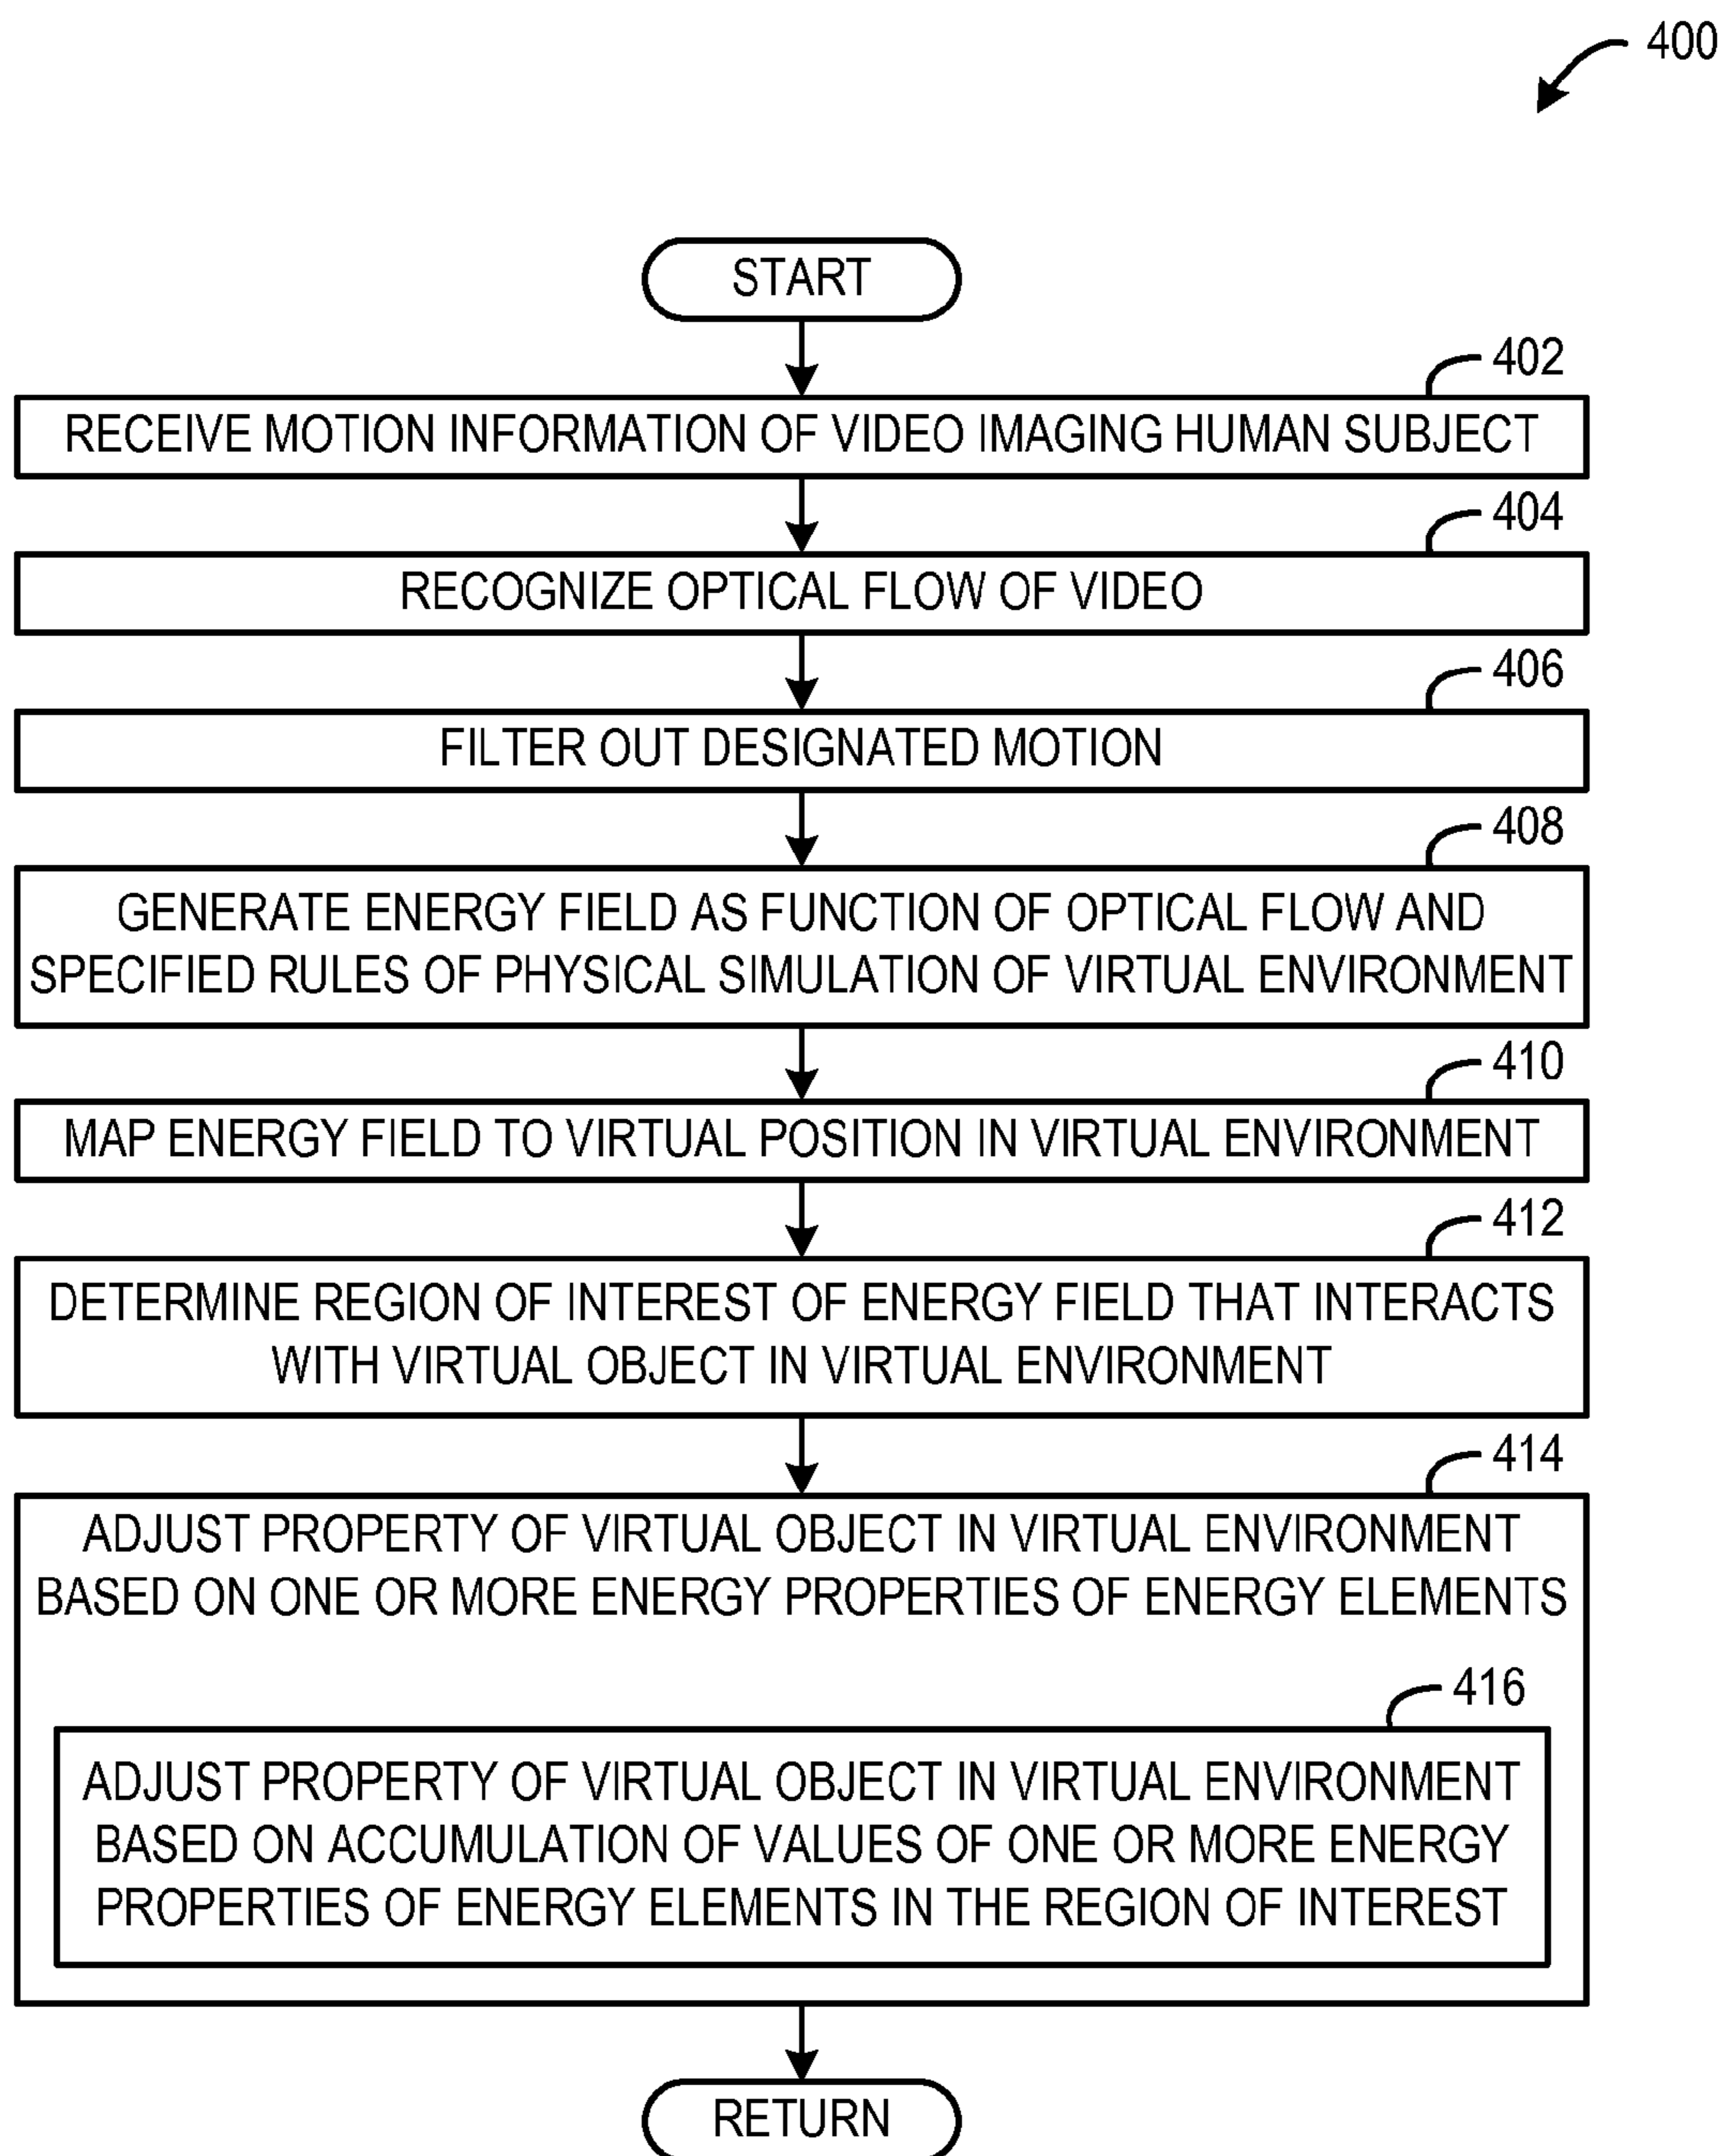 400
START
402
RECEIVE MOTION INFORMATION OF VIDEO IMAGING HUMAN SUBJECT
404
RECOGNIZE OPTICAL FLOW OF VIDEO
406
FILTER OUT DESIGNATED MOTION
408
GENERATE ENERGY FIELD AS FUNCTION OF OPTICAL FLOW AND
SPECIFIED RULES OF PHYSICAL SIMULATION OF VIRTUAL ENVIRONMENT
410
MAP ENERGY FIELD TO VIRTUAL POSITION IN VIRTUAL ENVIRONMENT
412
DETERMINE REGION OF INTEREST OF ENERGY FIELD THAT INTERACTS
WITH VIRTUAL OBJECT IN VIRTUAL ENVIRONMENT
414
ADJUST PROPERTY OF VIRTUAL OBJECT IN VIRTUAL ENVIRONMENT
BASED ON ONE OR MORE ENERGY PROPERTIES OF ENERGY ELEMENTS
416
ADJUST PROPERTY OF VIRTUAL OBJECT IN VIRTUAL ENVIRONMENT
BASED ON ACCUMULATION OF VALUES OF ONE OR MORE ENERGY
PROPERTIES OF ENERGY ELEMENTS IN THE REGION OF INTEREST
RETURN